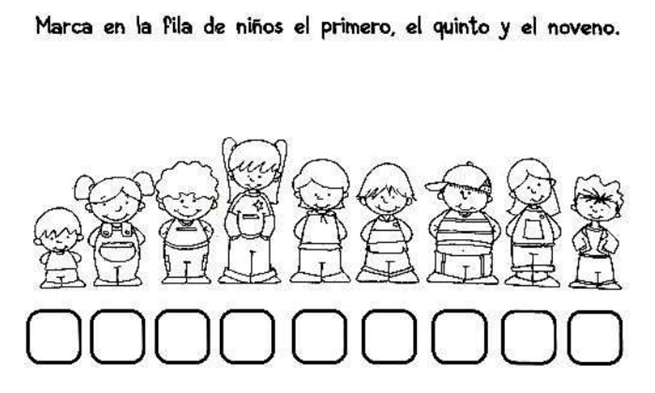 Marca en la fila de niños el primero, el quinto y el noveno.